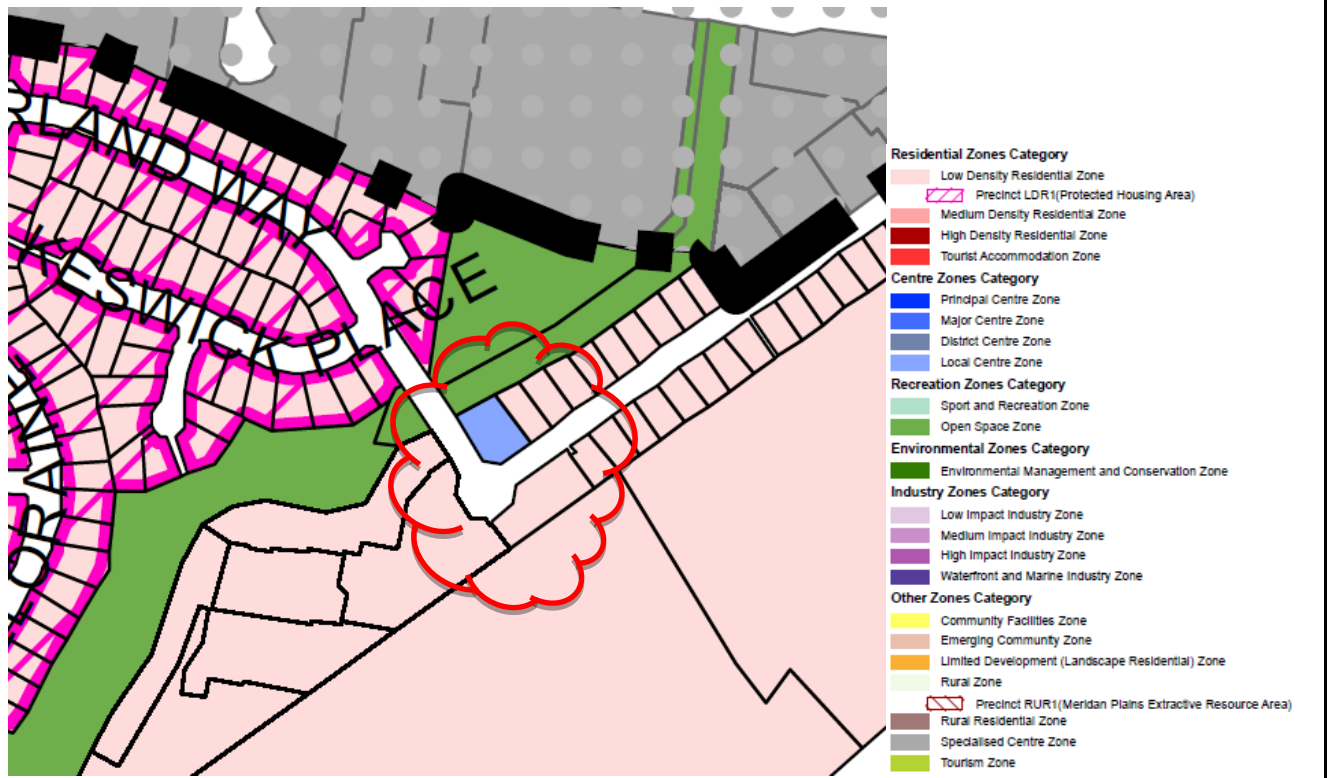 RLAND WAY
KESWICK PLACE
Residential Zones Category
Low Density Residential Zone
Precinct LDR1(Protected Housing Area)
Medium Density Residential Zone
High Density Residential Zone
Tourist Accommodation Zone
Centre Zones Category
Principal Centre Zone
Major Centre Zone
District Centre Zone
Local Centre Zone
Recreation Zones Category
Sport and Recreation Zone
Open Space Zone
Environmental Zones Category
Environmental Management and Conservation Zone
Industry Zones Category
Low Impact Industry Zone
Medium Impact Industry Zone
High Impact Industry Zone
Waterfront and Marine Industry Zone
Other Zones Category
Community Facilities Zone
Emerging Community Zone
Limited Development (Landscape Residential) Zone
Rural Zone
Precinct RUR1(Meridan Plains Extractive Resource Area)
Rural Residential Zone
Specialised Centre Zone
Tourism Zone